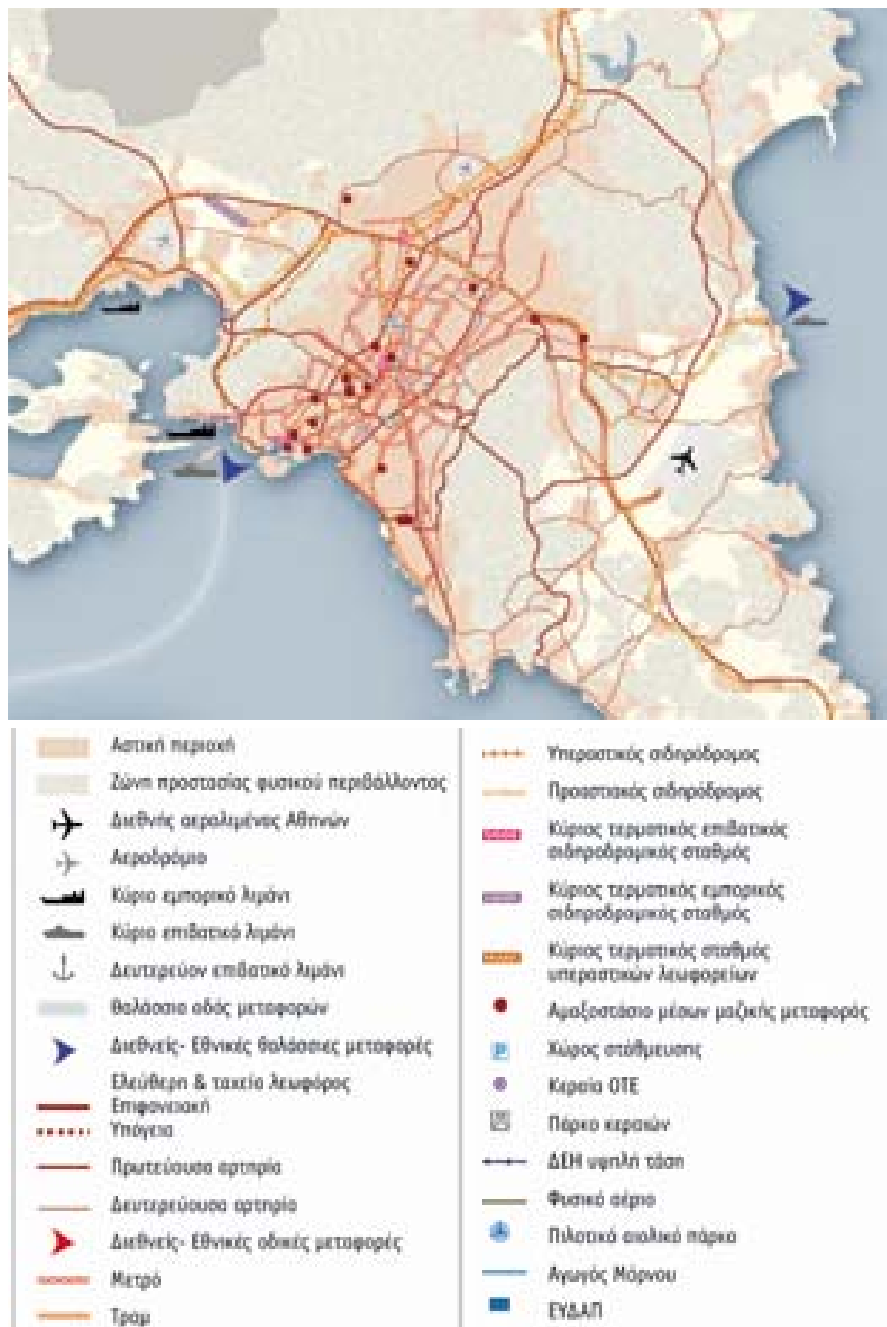 Αστική περιοχή
Ζώνη προστασίας φυσικού περιβάλλοντος
Διεθνής αερολιμένας Αθηνών
Αεροδρόμιο
Κύριο εμπορικό λιμάνι
Κύριο επιβατικό λιμάνι
Δευτερεύον επιβατικό λιμάνι
Θαλάσσια οδός μεταφορών
Διεθνείς- Εθνικές θαλάσσιες μεταφορές
Ελεύθερη & ταχεία λεωφόρος
Επιφανειακή
Υπόγεια
Πρωτεύουσα αρτηρία
Δευτερεύουσα αρτηρία
Διεθνείς- Εθνικές οδικές μεταφορές
Μετρό
Τραμ
Υπεραστικός σιδηρόδρομος
Προαστιακός σιδηρόδρομος
Κύριος τερματικός επιβατικός
σιδηροδρομικός σταθμός
Κύριος τερματικός εμπορικός
σιδηροδρομικός σταθμός
Κύριος τερματικός σταθμός
υπεραστικών λεωφορείων
Αμαξοστάσιο μέσων μαζικής μεταφοράς
P Χώρος στάθμευσης
Κεραία ΟΤΕ
Πάρκο κεραιών
ΔΕΗ υψηλή τάση
Φυσικό αέριο
Πιλοτικό αιολικό πάρκο
Αγωγός Μόρνου
ΕΥΔΑΠ